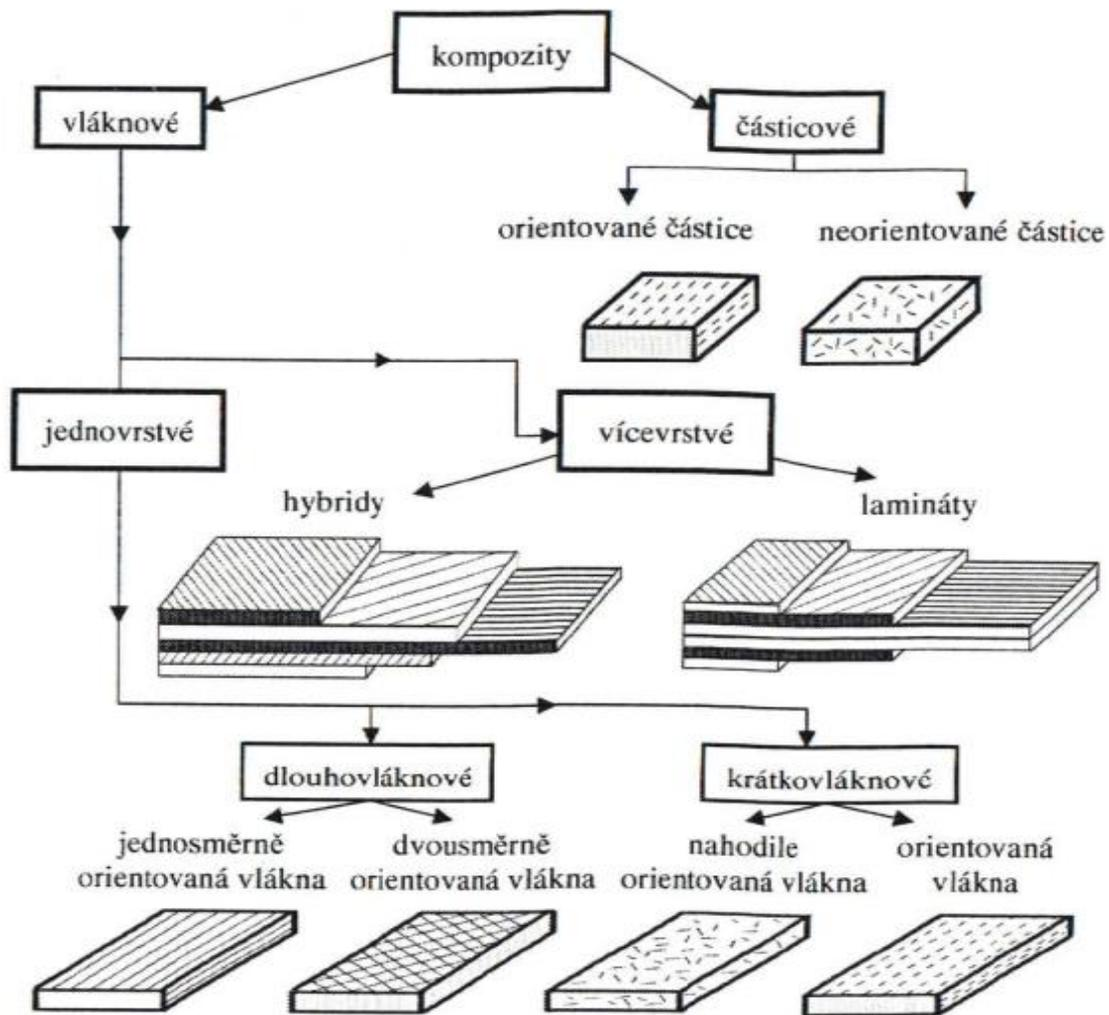 kompozity
vláknové
částicové
orientované částice
neorientované částice
jednovrstvé
vícevrstvé
hybridy
lamináty
dlouhovláknové
krátkovláknové
jednosměrně
orientovaná vlákna
dvousměrně
orientovaná vlákna
nahodile
orientovaná vlákna
orientovaná
vlákna